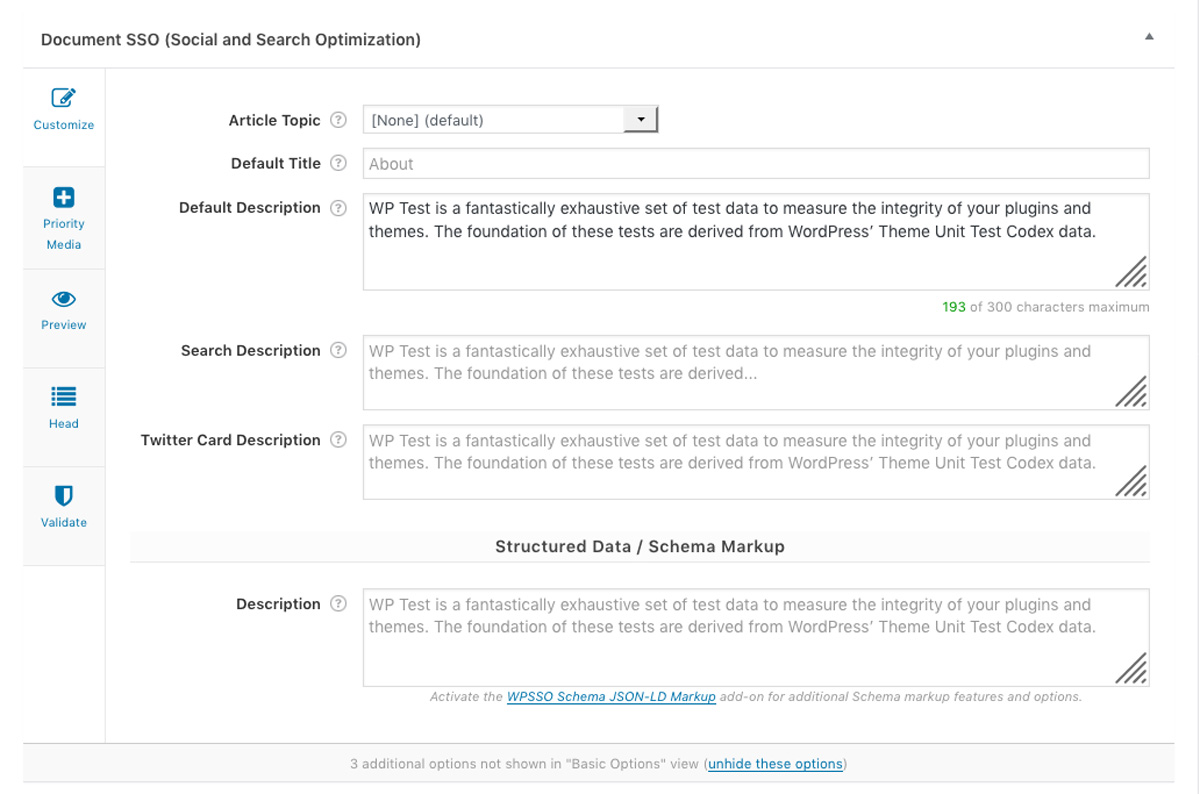 Document SSO (Social and Search Optimization)
Customize
Priority
Media
Preview
Head
Validate
Article Topic ? [None] (default)
Default Title ? About
Default Description ? WP Test is a fantastically exhaustive set of test data to measure the integrity of your plugins and
themes. The foundation of these tests are derived from WordPress’ Theme Unit Test Codex data.
193 of 300 characters maximum
Search Description ? WP Test is a fantastically exhaustive set of test data to measure the integrity of your plugins and
themes. The foundation of these tests are derived...
Twitter Card Description ? WP Test is a fantastically exhaustive set of test data to measure the integrity of your plugins and
themes. The foundation of these tests are derived from WordPress’ Theme Unit Test Codex data.
Structured Data / Schema Markup
Description ? WP Test is a fantastically exhaustive set of test data to measure the integrity of your plugins and
themes. The foundation of these tests are derived from WordPress’ Theme Unit Test Codex data.
Activate the WPSSO Schema JSON-LD Markup add-on for additional Schema markup features and options.
3 additional options not shown in "Basic Options" view (unhide these options)